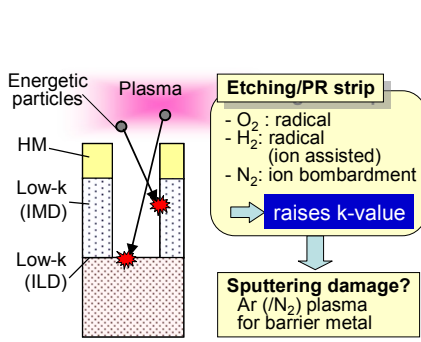 Energetic
particles
Plasma
HM
Low-k
(IMD)
Low-k
(ILD)
Etching/PR strip
- O₂ : radical
- H₂: radical
(ion assisted)
- N₂: ion bombardment
raises k-value
Sputtering damage?
Ar (/N₂) plasma
for barrier metal